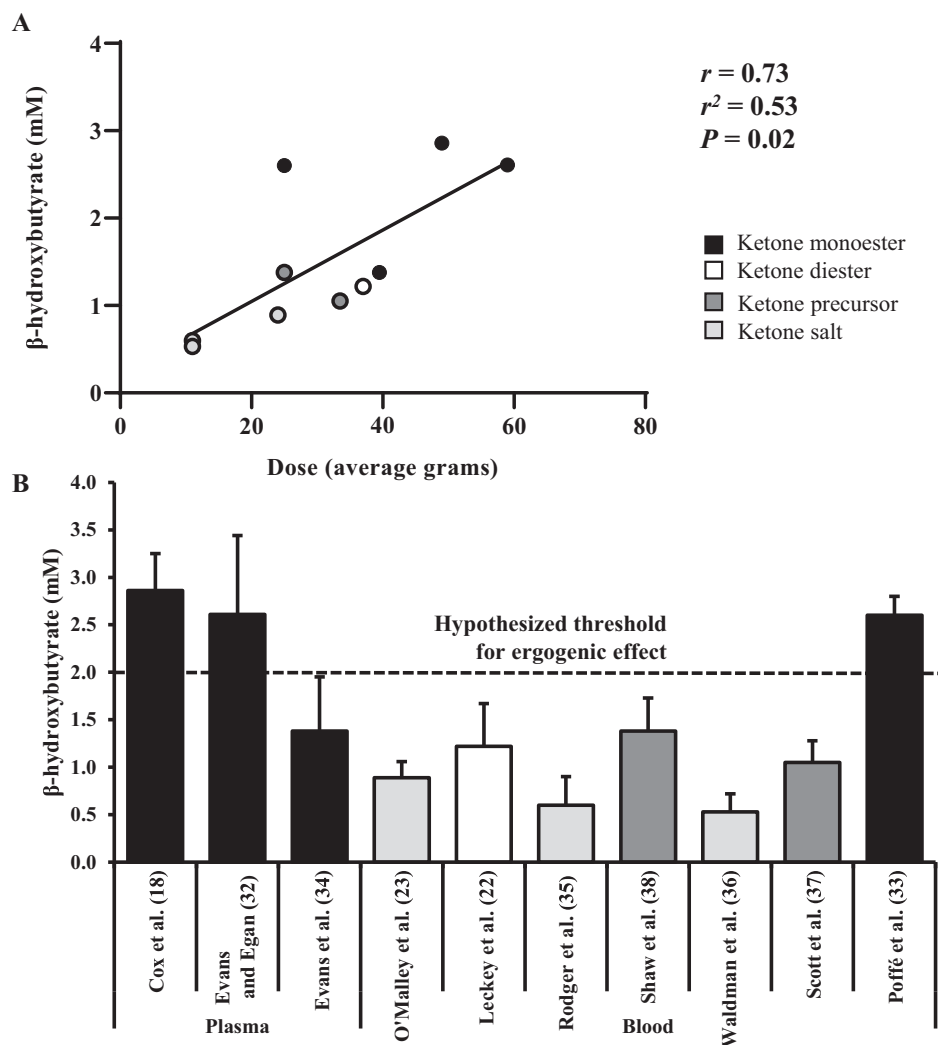 A
β-hydroxybutyrate (mM)
4
3
2
1
0
0
20
40
60
80
Dose (average grams)
r = 0.73
r² = 0.53
P = 0.02
Ketone monoester
Ketone diester
Ketone precursor
Ketone salt
B
β-hydroxybutyrate (mM)
4.0
3.5
3.0
2.5
2.0
1.5
1.0
0.5
0.0
Hypothesized threshold
for ergogenic effect
Cox et al. (18)
Evans
and Egan (32)
Evans et al. (34)
O'Malley et al. (23)
Leckey et al. (22)
Rodger et al. (35)
Shaw et al. (38)
Waldman et al. (36)
Scott et al. (37)
Poffé et al. (33)
Plasma
Blood